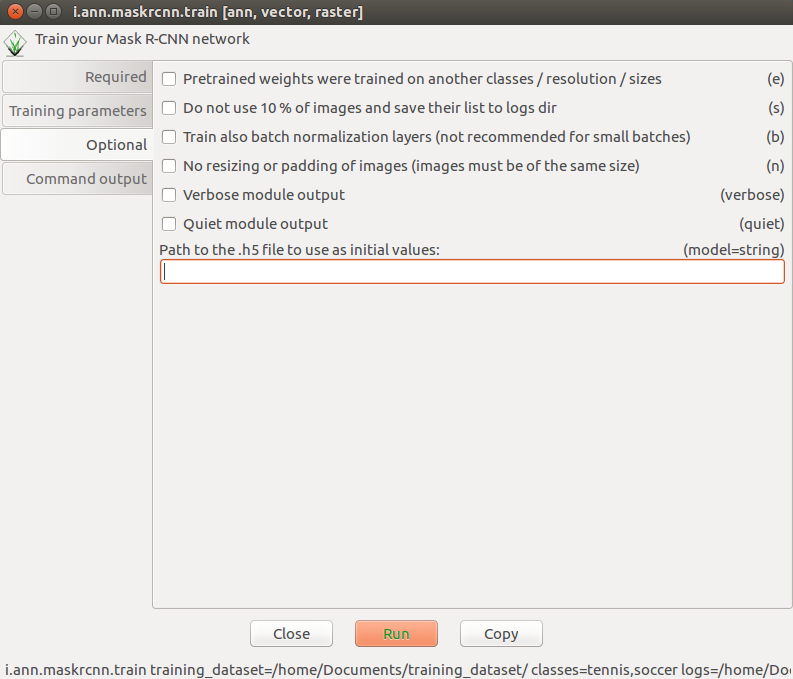 i.ann.maskrcnn.train [ann, vector, raster]
Train your Mask R-CNN network
Required
Training parameters
Optional
Command output
Pretrained weights were trained on another classes / resolution / sizes (e)
Do not use 10 % of images and save their list to logs dir (s)
Train also batch normalization layers (not recommended for small batches) (b)
No resizing or padding of images (images must be of the same size) (n)
Verbose module output (verbose)
Quiet module output (quiet)
Path to the .h5 file to use as initial values: (model=string)
Close Run Copy
i.ann.maskrcnn.train training_dataset=/home/Documents/training_dataset/ classes=tennis,soccer logs=/home/Doc